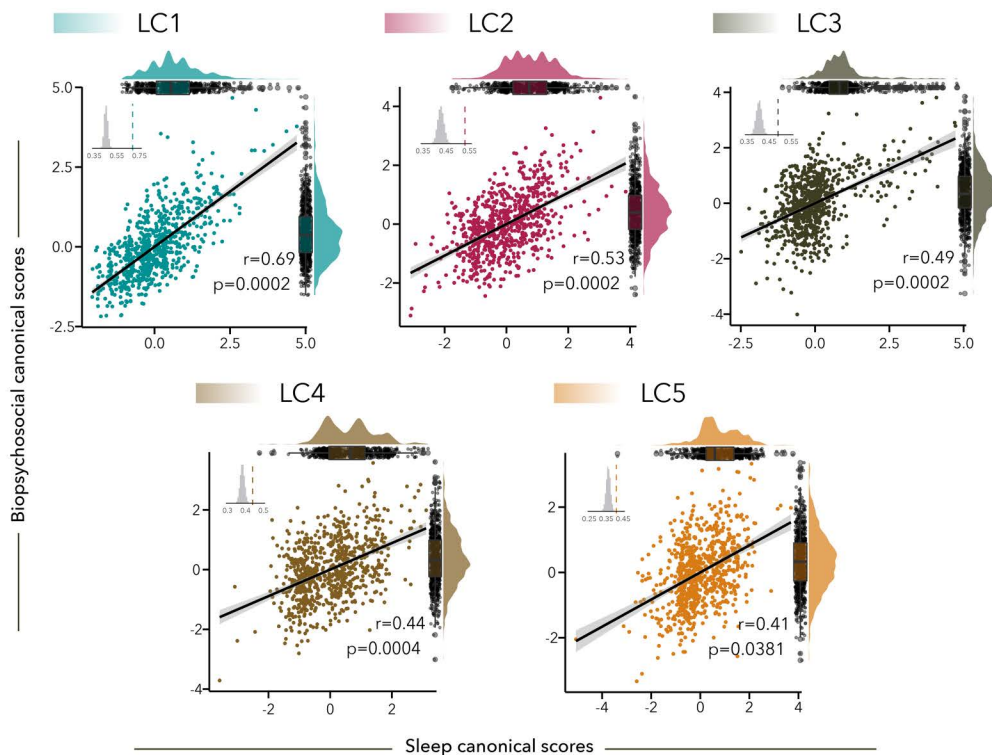 LC1
LC2
LC3
Biopsychosocial canonical scores
5.0
2.5
0.0
-2.5
0.35 0.55 0.75
r=0.69
p=0.0002
0.0 2.5 5.0
4
2
0
-2
0.35 0.45 0.55
r=0.53
p=0.0002
-2 0 2 4
4
2
0
-2
-4
0.35 0.45 0.55
r=0.49
p=0.0002
-2.5 0.0 2.5 5.0
LC4
LC5
2
0
-2
-4
0.3 0.4 0.5
r=0.44
p=0.0004
-2 0 2
2
0
-2
0.25 0.35 0.45
r=0.41
p=0.0381
-4 -2 0 2 4
Sleep canonical scores